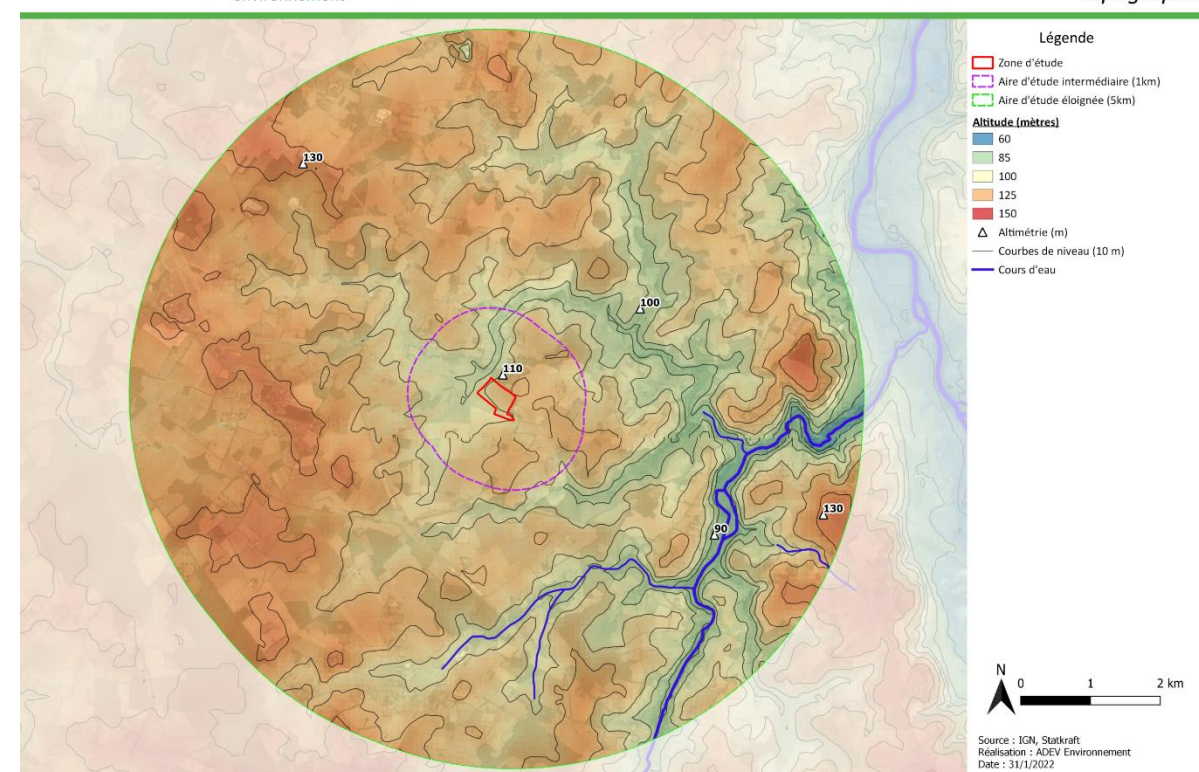 Légende
Zone d'étude
Aire d'étude intermédiaire (1km)
Aire d'étude éloignée (5km)
Altitude (mètres)
60
85
100
125
150
Altimétrie (m)
Courbes de niveau (10 m)
Cours d'eau
130
100
110
130
90
N
0 1 2 km
Source : IGN, Statkraft
Réalisation : ADEV Environnement
Date : 31/1/2022